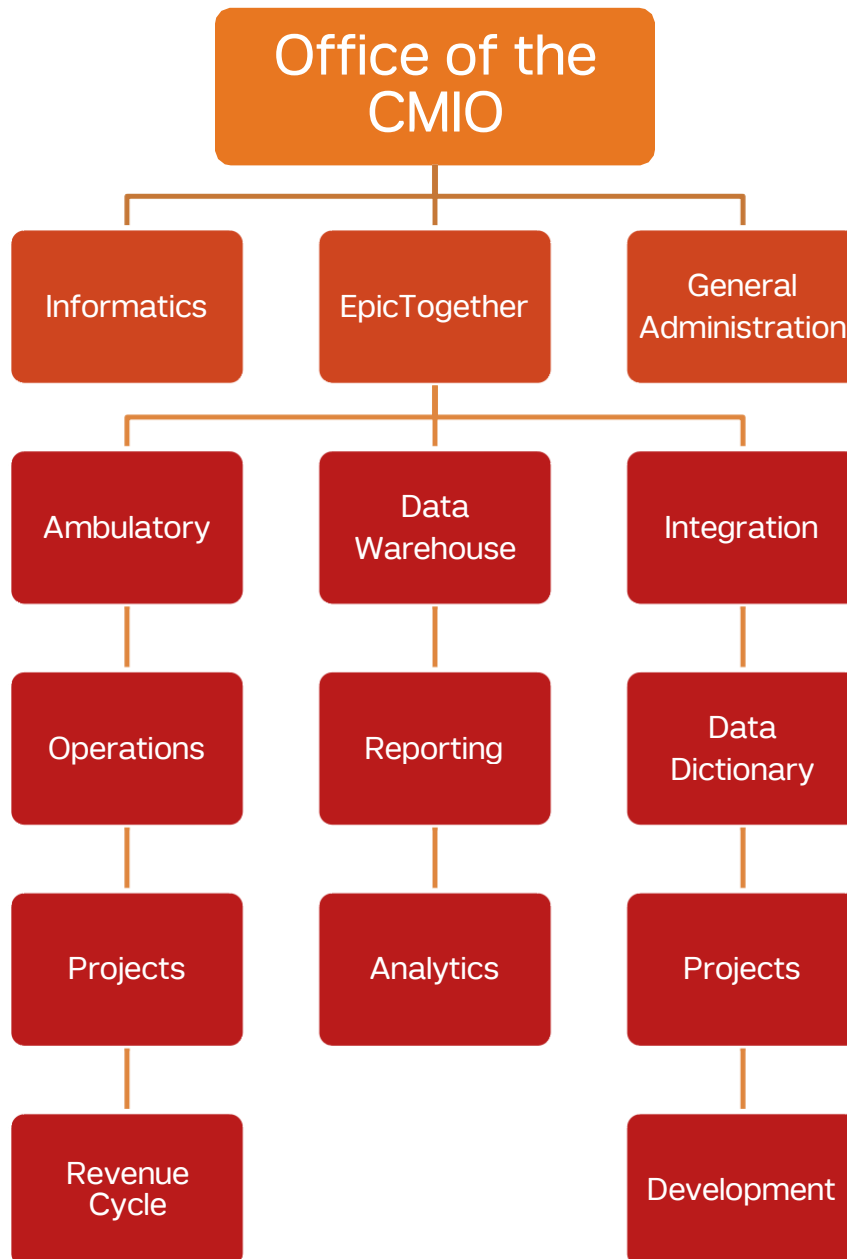 Office of the
CMIO
Informatics
EpicTogether
General
Administration
Ambulatory
Data
Warehouse
Integration
Operations
Reporting
Data
Dictionary
Projects
Analytics
Projects
Revenue
Cycle
Development